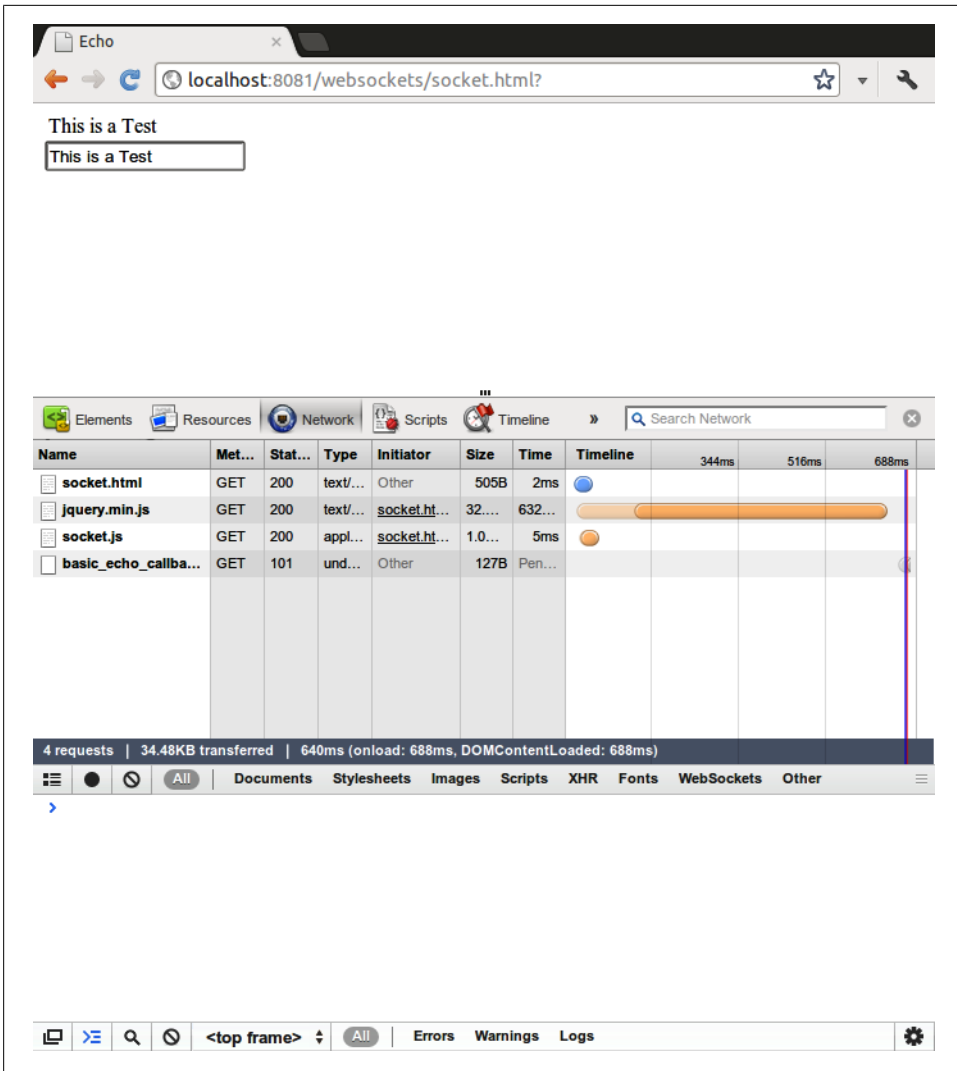 Echo
localhost:8081/websockets/socket.html?
This is a Test
This is a Test
Elements Resources Network Scripts Timeline » Search Network
Name Met... Stat... Type Initiator Size Time Timeline 344ms 516ms 688ms
socket.html GET 200 text/... Other 505B 2ms
jquery.min.js GET 200 text/... socket.ht... 32.... 632...
socket.js GET 200 appl... socket.ht... 1.0... 5ms
basic_echo_callba... GET 101 und... Other 127B Pen...
4 requests | 34.48KB transferred | 640ms (onload: 688ms, DOMContentLoaded: 688ms)
All | Documents Stylesheets Images Scripts XHR Fonts WebSockets Other
>
<top frame> All | Errors Warnings Logs